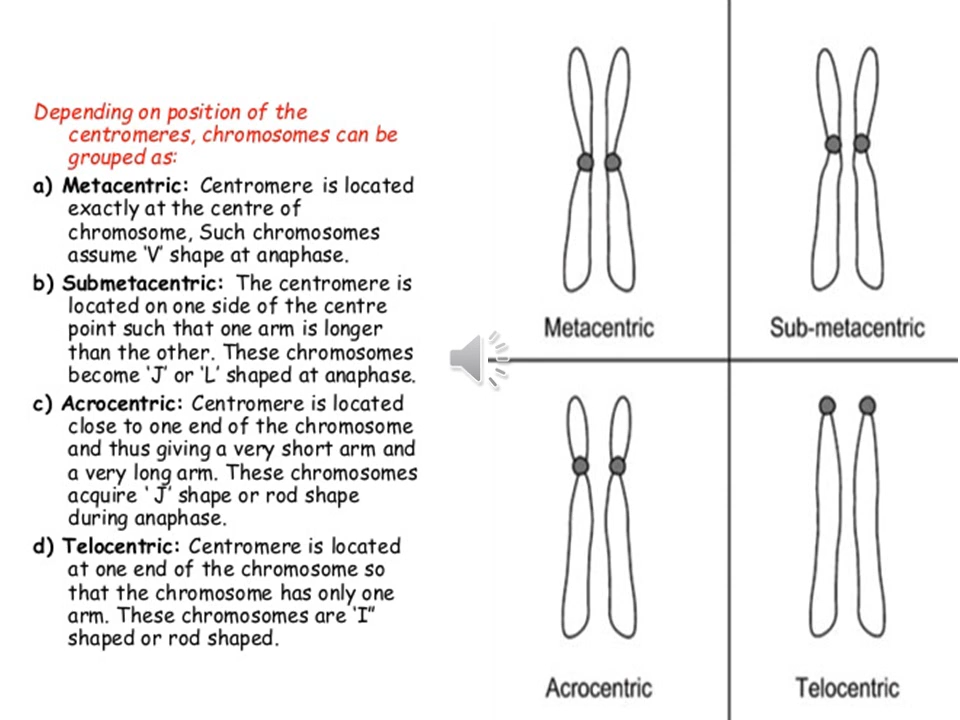 Depending on position of the
centromeres, chromosomes can be
grouped as:
a) Metacentric: Centromere is located
exactly at the centre of
chromosome, Such chromosomes
assume 'V' shape at anaphase.
b) Submetacentric: The centromere is
located on one side of the centre
point such that one arm is longer
than the other. These chromosomes
become 'J' or 'L' shaped at anaphase.
c) Acrocentric: Centromere is located
close to one end of the chromosome
and thus giving a very short arm and
a very long arm. These chromosomes
acquire ' J' shape or rod shape
during anaphase.
d) Telocentric: Centromere is located
at one end of the chromosome so
that the chromosome has only one
arm. These chromosomes are 'I"
shaped or rod shaped.
Metacentric
Sub-metacentric
Acrocentric
Telocentric